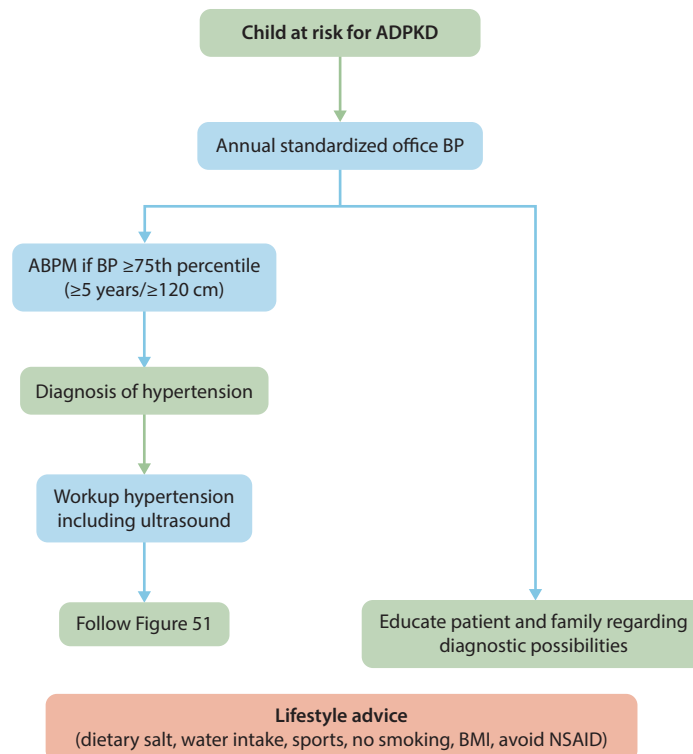 Child at risk for ADPKD
Annual standardized office BP
ABPM if BP ≥75th percentile
(≥5 years/≥120 cm)
Diagnosis of hypertension
Workup hypertension
including ultrasound
Follow Figure 51
Educate patient and family regarding
diagnostic possibilities
Lifestyle advice
(dietary salt, water intake, sports, no smoking, BMI, avoid NSAID)